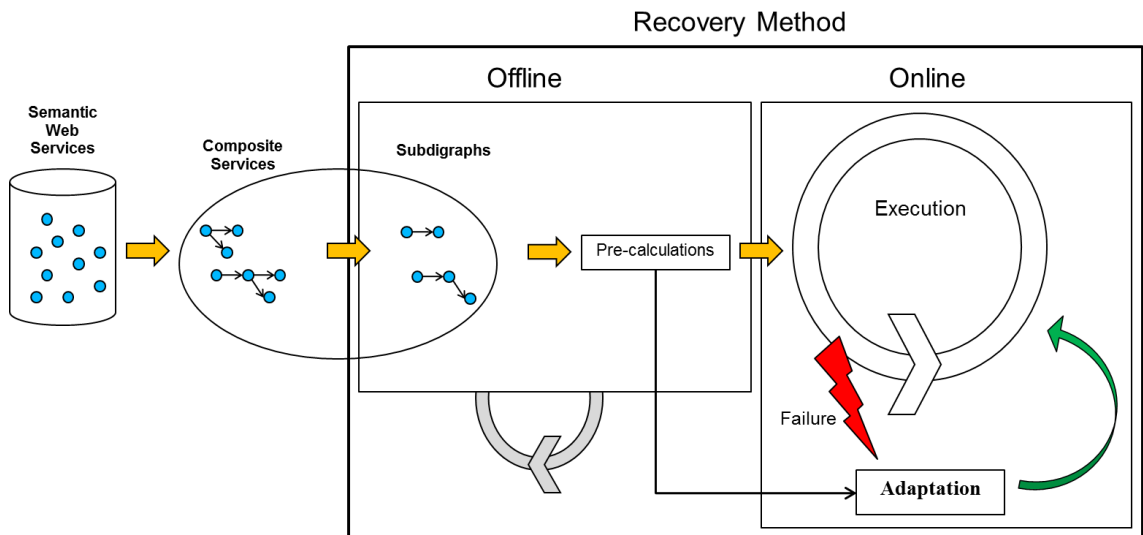 Recovery Method
Offline
Online
Semantic
Web
Services
Composite
Services
Subdigraphs
Execution
Pre-calculations
Failure
Adaptation